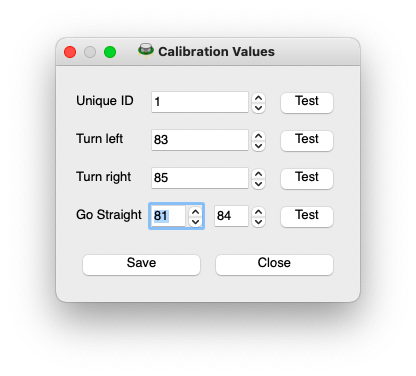 Calibration Values
Unique ID 1 Test
Turn left 83 Test
Turn right 85 Test
Go Straight 81 84 Test
Save Close